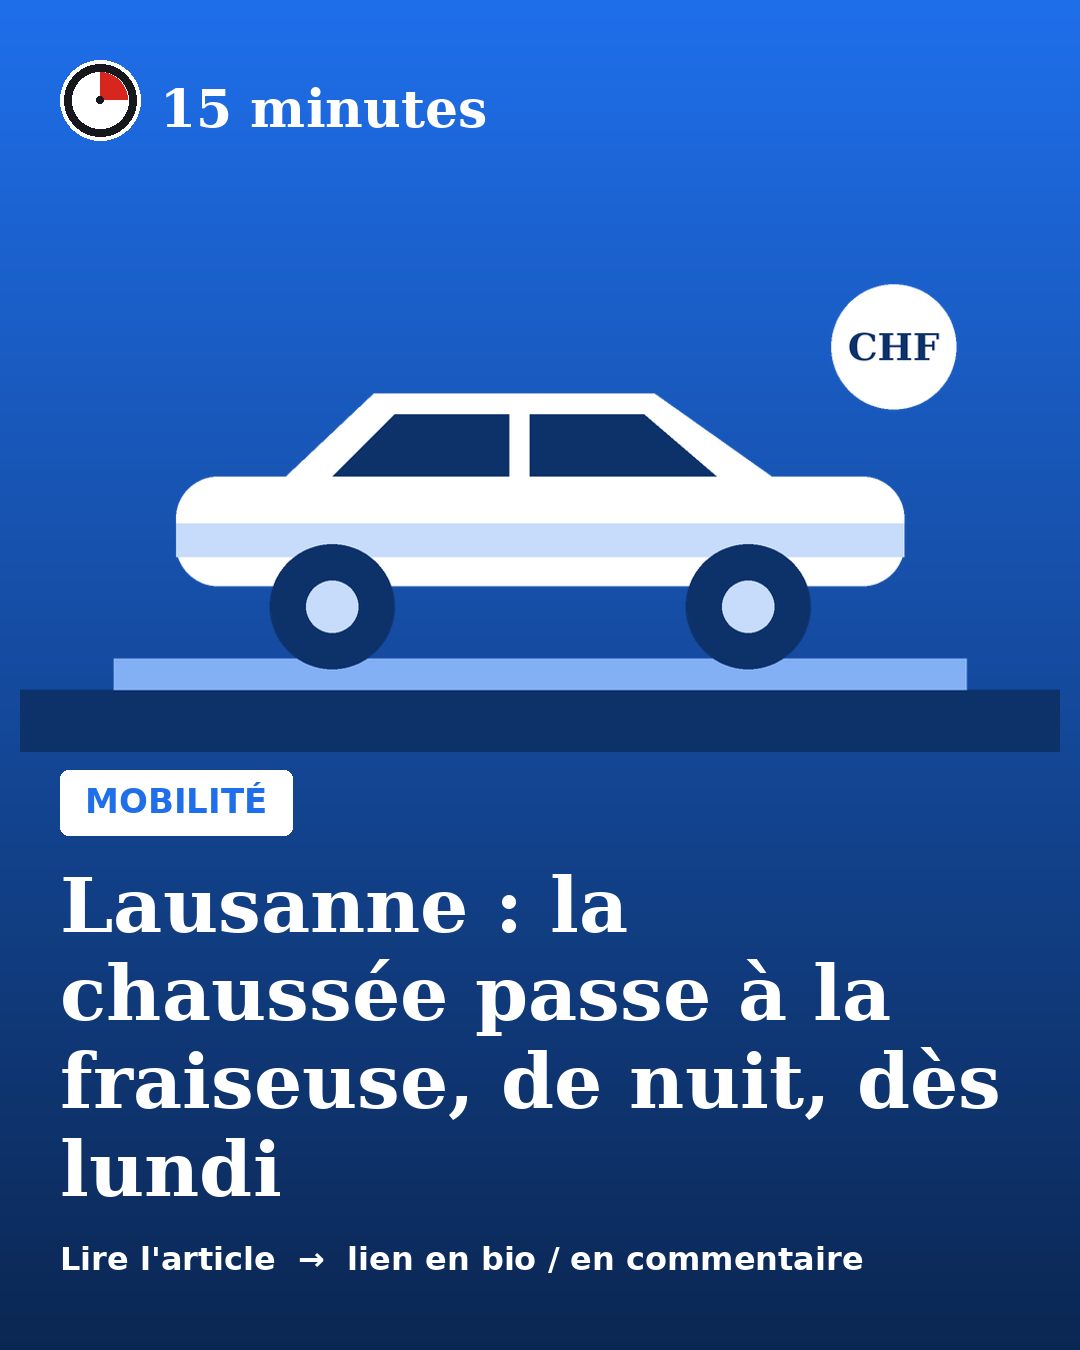 15 minutes
CHF
MOBILITÉ
Lausanne : la
chaussée passe à la
fraiseuse, de nuit, dès
lundi
Lire l'article → lien en bio / en commentaire